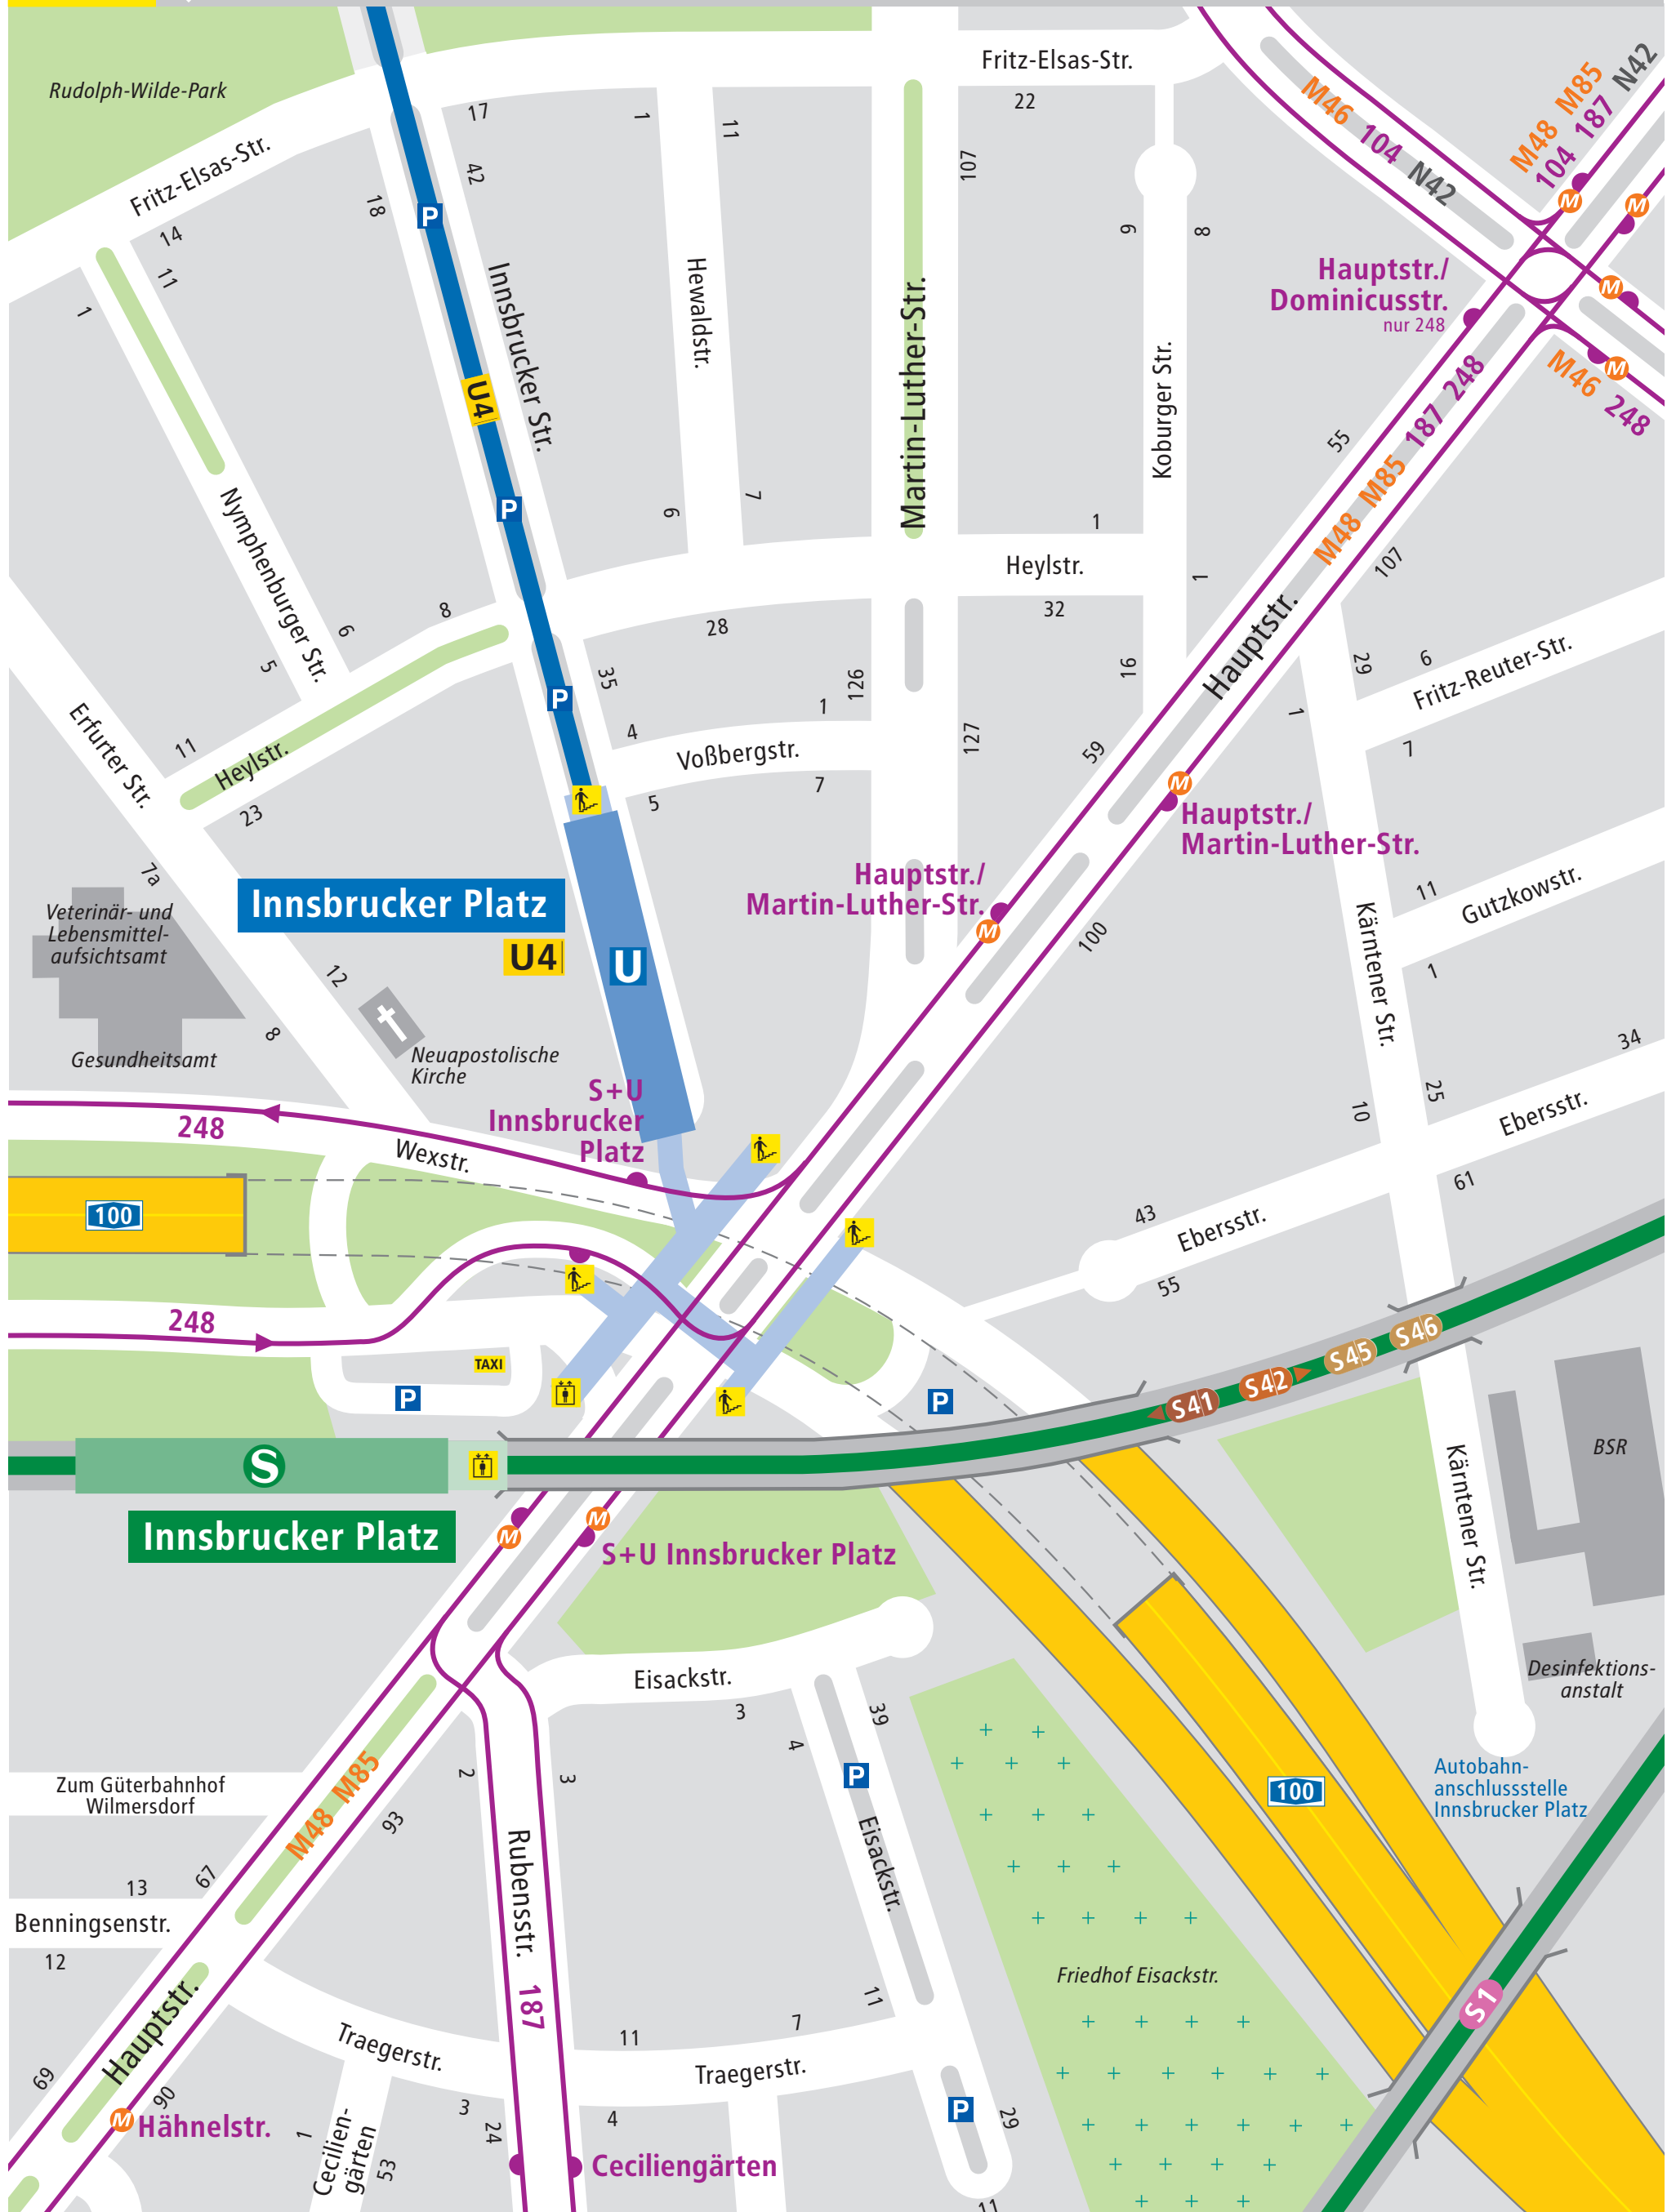 Rudolph-Wilde-Park
Fritz-Elsas-Str.
Fritz-Elsas-Str.
17
42
18
14
11
1
1
11
107
22
9
8
P
M46 104 N42
M48 M85
104 187 N42
M
M
M
M
Hauptstr./
Dominicusstr.
nur 248
M46 248
Innsbrucker Str.
U4
Hewaldstr.
Martin-Luther-Str.
Koburger Str.
55
M48 M85 187 248
107
P
6
7
1
1
Nymphenburger Str.
5
6
8
Heylstr.
32
28
Hauptstr.
29
6
Fritz-Reuter-Str.
7
1
Erfurter Str.
11
Heylstr.
23
P
35
4
1
126
127
16
59
Voßbergstr.
5
7
M
Hauptstr./
Martin-Luther-Str.
Hauptstr./
Martin-Luther-Str.
M
100
7a
Veterinär- und
Lebensmittel-
aufsichtsamt
Gesundheitsamt
12
8
Innsbrucker Platz
U4
U
Neuapostolische
Kirche
S+U
Innsbrucker
Platz
Kärntener Str.
11
Gutzkowstr.
1
34
25
10
Ebersstr.
61
248
Wexstr.
100
43
Ebersstr.
55
248
TAXI
P
P
S41
S42
S45
S46
S
Innsbrucker Platz
M
M
S+U Innsbrucker Platz
Kärntener Str.
BSR
Desinfektions-
anstalt
Eisackstr.
3
4
39
P
Eisackstr.
2
3
Zum Güterbahnhof
Wilmersdorf
M48 M85
93
67
13
Benningsenstr.
12
Rubensstr.
187
100
Autobahn-
anschlussstelle
Innsbrucker Platz
Friedhof Eisackstr.
S1
11
7
11
Traegerstr.
Traegerstr.
Hauptstr.
69
90
M
Hähnelstr.
1
Cecilien-
gärten
53
3
24
4
Ceciliengärten
P
29
11